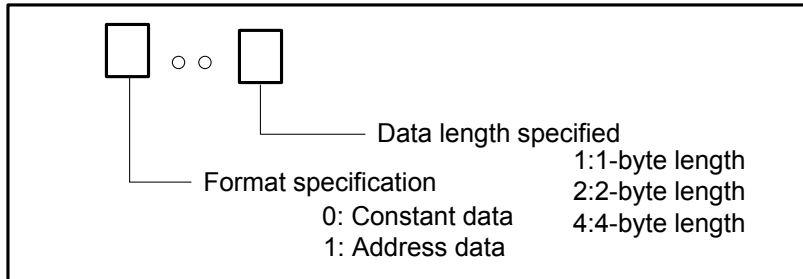 Data length specified
1:1-byte length
2:2-byte length
4:4-byte length
Format specification
0: Constant data
1: Address data